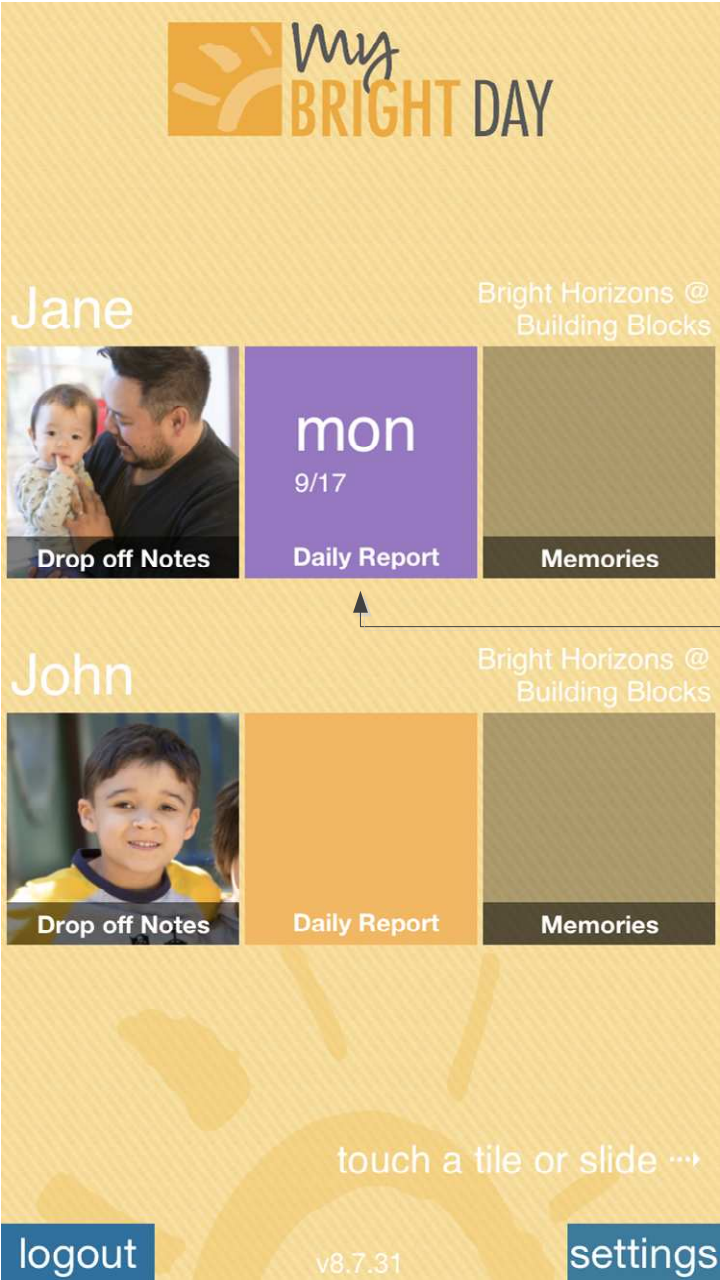 My
BRIGHT DAY
Jane
Bright Horizons @
Building Blocks
Drop off Notes
mon
9/17
Daily Report
Memories
John
Bright Horizons @
Building Blocks
Drop off Notes
Daily Report
Memories
touch a tile or slide
logout
v8.7.31
settings